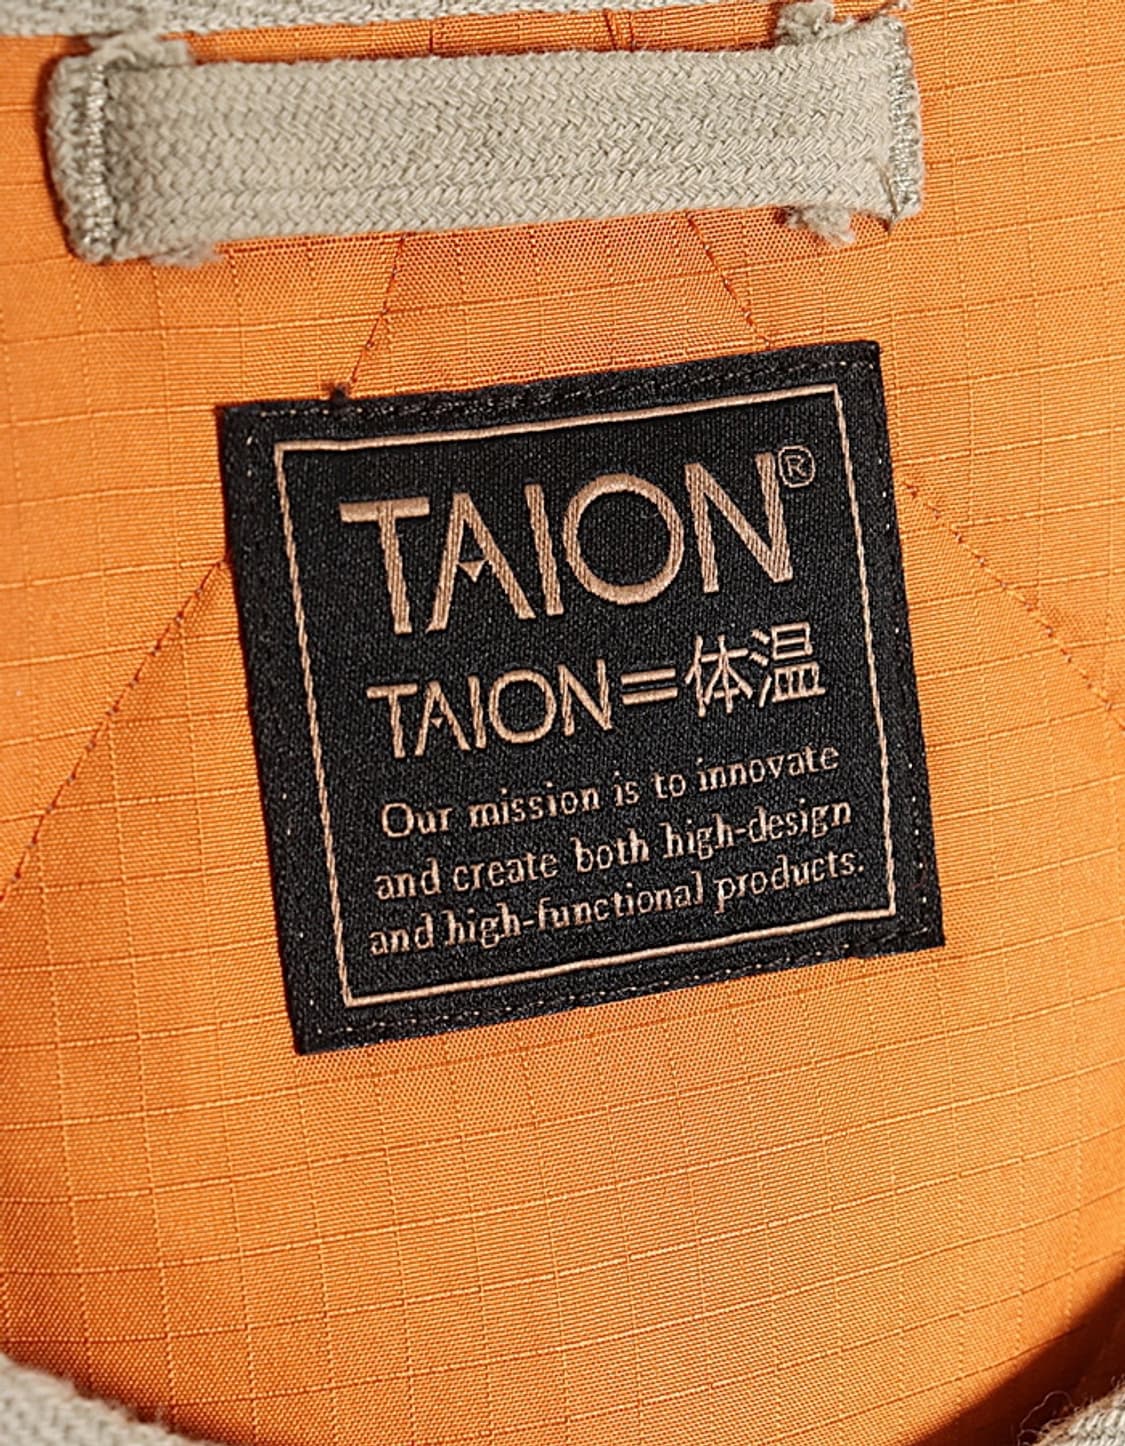 TAION®
TAION=体温
Our mission is to innovate
and create both high-design
and high-functional products.